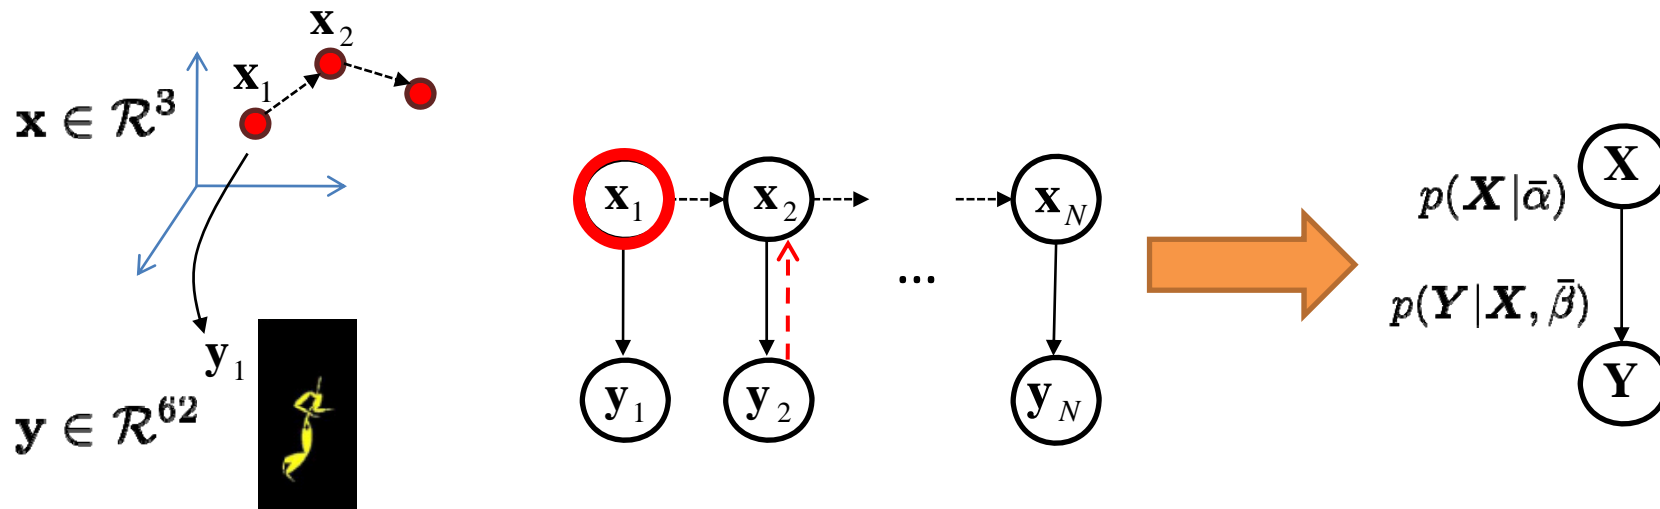 x₂
x₁
x ∈ ℛ³
y₁
y ∈ ℛ⁶²
x₁ x₂ x_N
...
y₁ y₂ y_N
X
p(X|ᾱ)
p(Y|X, β̄)
Y